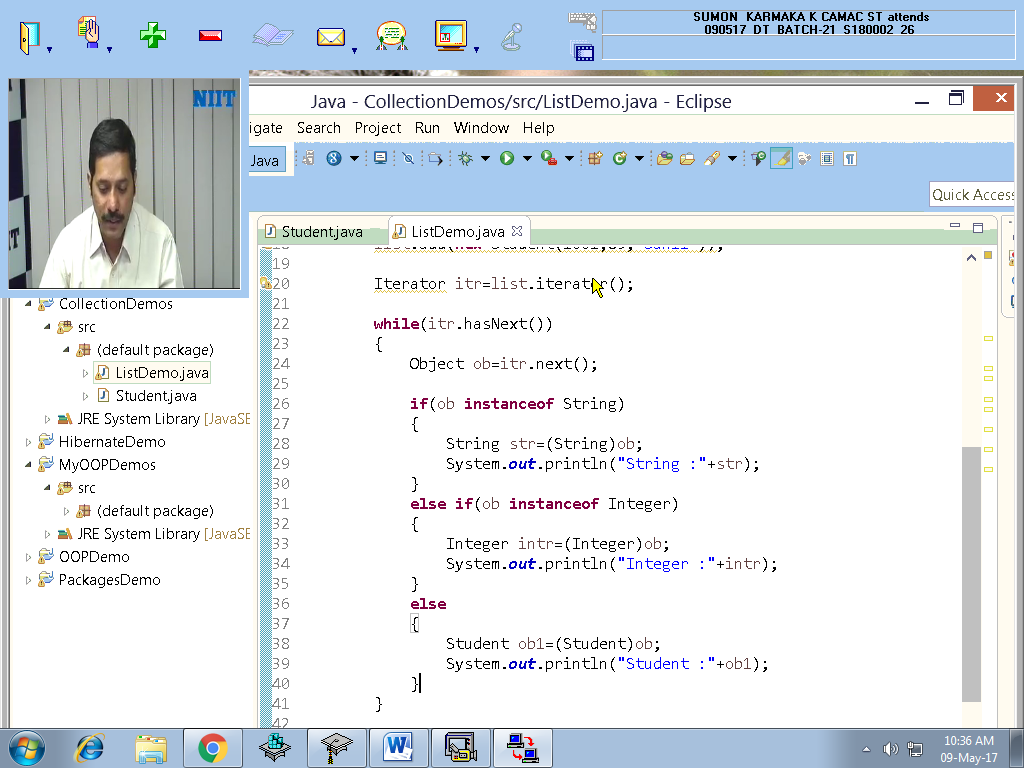 SUMON KARMAKA K CAMAC ST attends
090517 DT BATCH-21 S180002 26
NIIT
Java - CollectionDemos/src/ListDemo.java - Eclipse
igate Search Project Run Window Help
Java
Quick Access
Student.java
ListDemo.java
CollectionDemos
src
(default package)
ListDemo.java
Student.java
JRE System Library [JavaSE
HibernateDemo
MyOOPDemos
src
(default package)
JRE System Library [JavaSE
OOPDemo
PackagesDemo
19
20 Iterator itr=list.iterator();
21
22 while(itr.hasNext())
23 {
24 Object ob=itr.next();
25
26 if(ob instanceof String)
27 {
28 String str=(String)ob;
29 System.out.println("String :"+str);
30 }
31 else if(ob instanceof Integer)
32 {
33 Integer intr=(Integer)ob;
34 System.out.println("Integer :"+intr);
35 }
36 else
37 {
38 Student ob1=(Student)ob;
39 System.out.println("Student :"+ob1);
40 }
41 }
42
10:36 AM
09-May-17